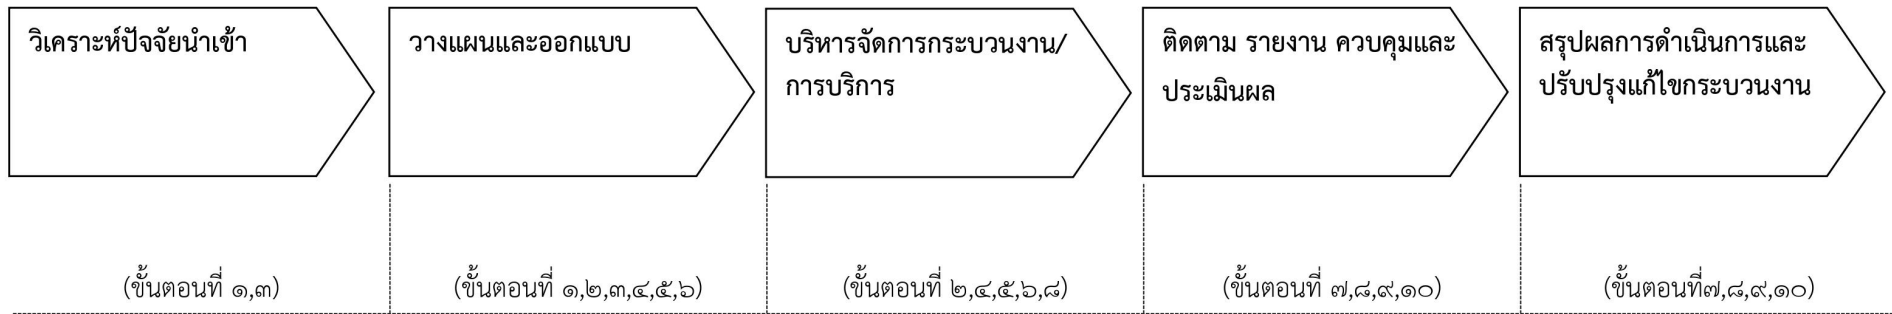 วิเคราะห์ปัจจัยนำเข้า
วางแผนและออกแบบ
บริหารจัดการกระบวนงาน/
การบริการ
ติดตาม รายงาน ควบคุมและ
ประเมินผล
สรุปผลการดำเนินการและ
ปรับปรุงแก้ไขกระบวนงาน
(ขั้นตอนที่ ๑,๓)
(ขั้นตอนที่ ๑,๒,๓,๔,๕,๖)
(ขั้นตอนที่ ๒,๔,๕,๖,๘)
(ขั้นตอนที่ ๗,๘,๙,๑๐)
(ขั้นตอนที่๗,๘,๙,๑๐)